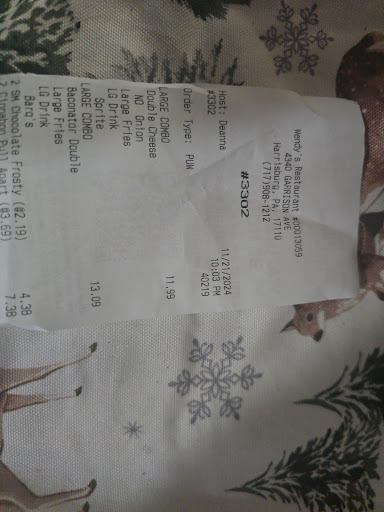 Wendy's Restaurant #00013059
4340 GARRISON AVE
Harrisburg, PA, 17110
(717)908-1212
#3302
Host: Deanna 11/21/2024
#3302 10:03 PM
40219
Order Type: PUW
LARGE COMBO 11.99
Double Cheese
NO Onion
Large Fries
LG Drink
Sprite
LARGE COMBO 13.09
Baconator Double
Large Fries
LG Drink
Barq's
2 SM Chocolate Frosty (@2.19) 4.38
2 Cinnabon Pull Apart (@3.69) 7.38